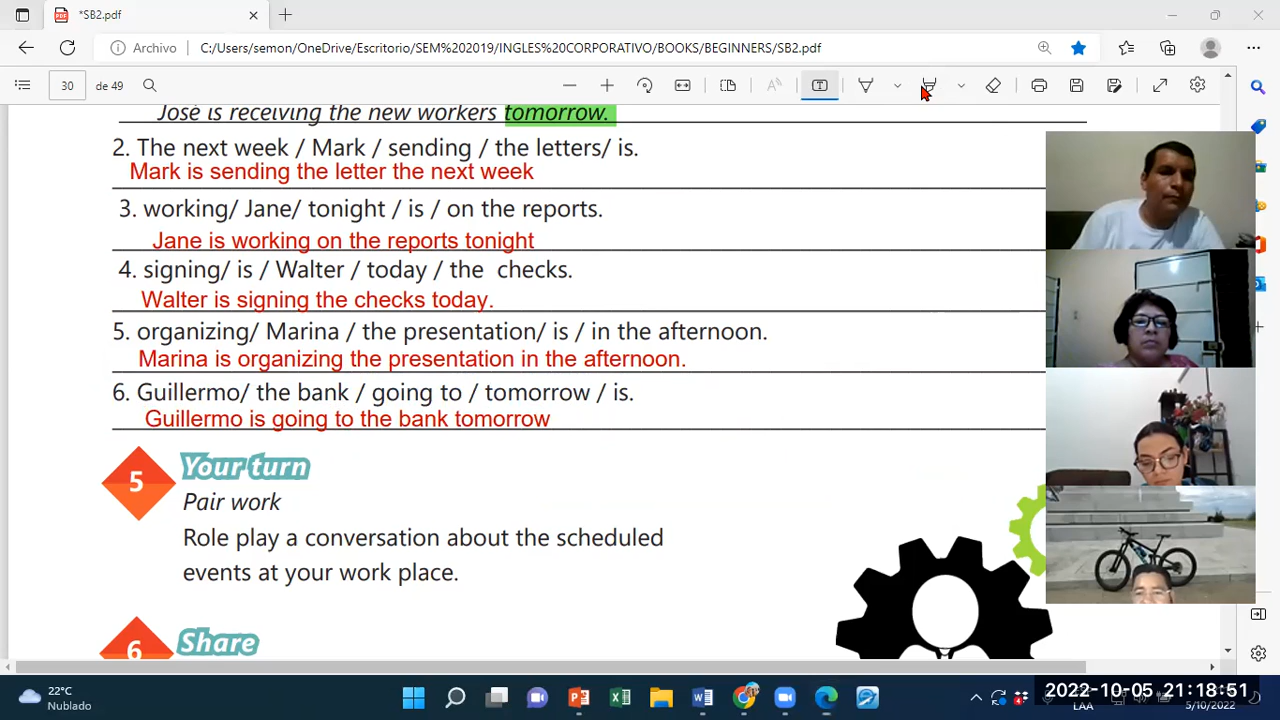 *SB2.pdf
Archivo
C:/Users/semon/OneDrive/Escritorio/SEM%202019/INGLES%20CORPORATIVO/BOOKS/BEGINNERS/SB2.pdf
30 de 49
José is receiving the new workers tomorrow.
2. The next week / Mark / sending / the letters/ is.
Mark is sending the letter the next week
3. working/ Jane/ tonight / is / on the reports.
Jane is working on the reports tonight
4. signing/ is / Walter / today / the checks.
Walter is signing the checks today.
5. organizing/ Marina / the presentation/ is / in the afternoon.
Marina is organizing the presentation in the afternoon.
6. Guillermo/ the bank / going to / tomorrow / is.
Guillermo is going to the bank tomorrow
5 Your turn
Pair work
Role play a conversation about the scheduled
events at your work place.
6 Share
22°C
Nublado
2022-10-05 21:18:51
LAA
5/10/2022